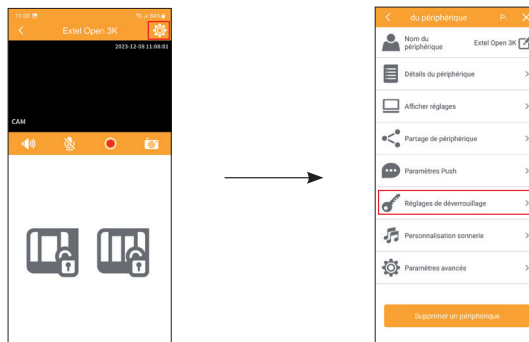 11:08 84%
Extel Open 3K
2023-12-08 11:08:01
CAM
du périphérique P:
Nom du périphérique Extel Open 3K
Détails du périphérique
Afficher réglages
Partage de périphérique
Paramètres Push
Réglages de déverrouillage
Personnalisation sonnerie
Paramètres avancés
Supprimer un périphérique